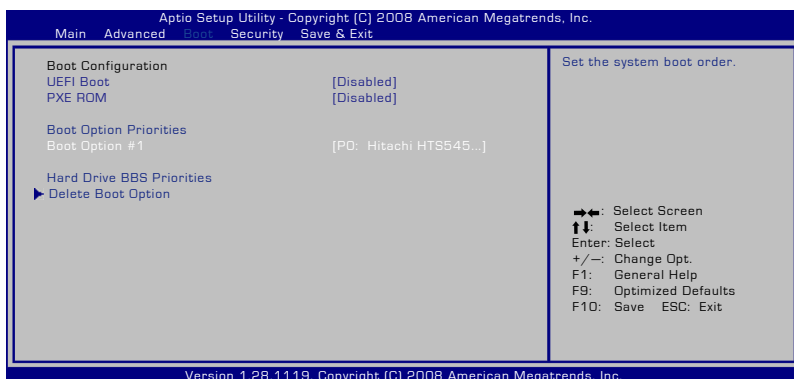 Aptio Setup Utility - Copyright (C) 2008 American Megatrends, Inc.
Main Advanced Boot Security Save & Exit
Boot Configuration
UEFI Boot [Disabled]
PXE ROM [Disabled]
Boot Option Priorities
Boot Option #1 [P0: Hitachi HTS545...]
Hard Drive BBS Priorities
Delete Boot Option
Set the system boot order.
→←: Select Screen
↑↓: Select Item
Enter: Select
+/—: Change Opt.
F1: General Help
F9: Optimized Defaults
F10: Save ESC: Exit
Version 1.28.1119. Copyright (C) 2008 American Megatrends, Inc.